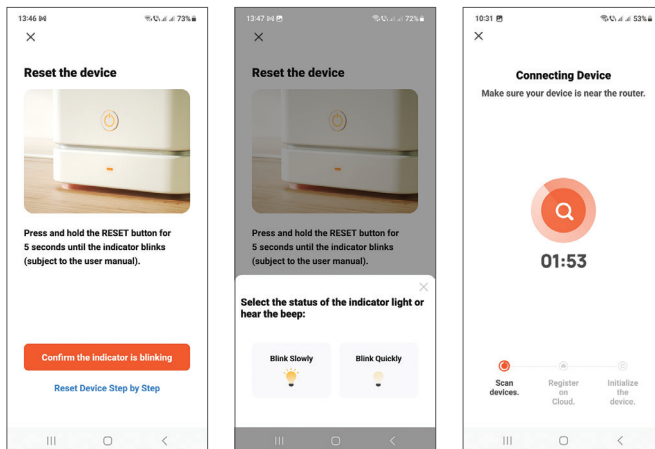 13:46
73%
Reset the device
Press and hold the RESET button for
5 seconds until the indicator blinks
(subject to the user manual).
Confirm the indicator is blinking
Reset Device Step by Step
13:47
72%
Reset the device
Press and hold the RESET button for
5 seconds until the indicator blinks
(subject to the user manual).
Select the status of the indicator light or
hear the beep:
Blink Slowly
Blink Quickly
10:31
53%
Connecting Device
Make sure your device is near the router.
01:53
Scan
devices.
Register
on
Cloud.
Initialize
the
device.